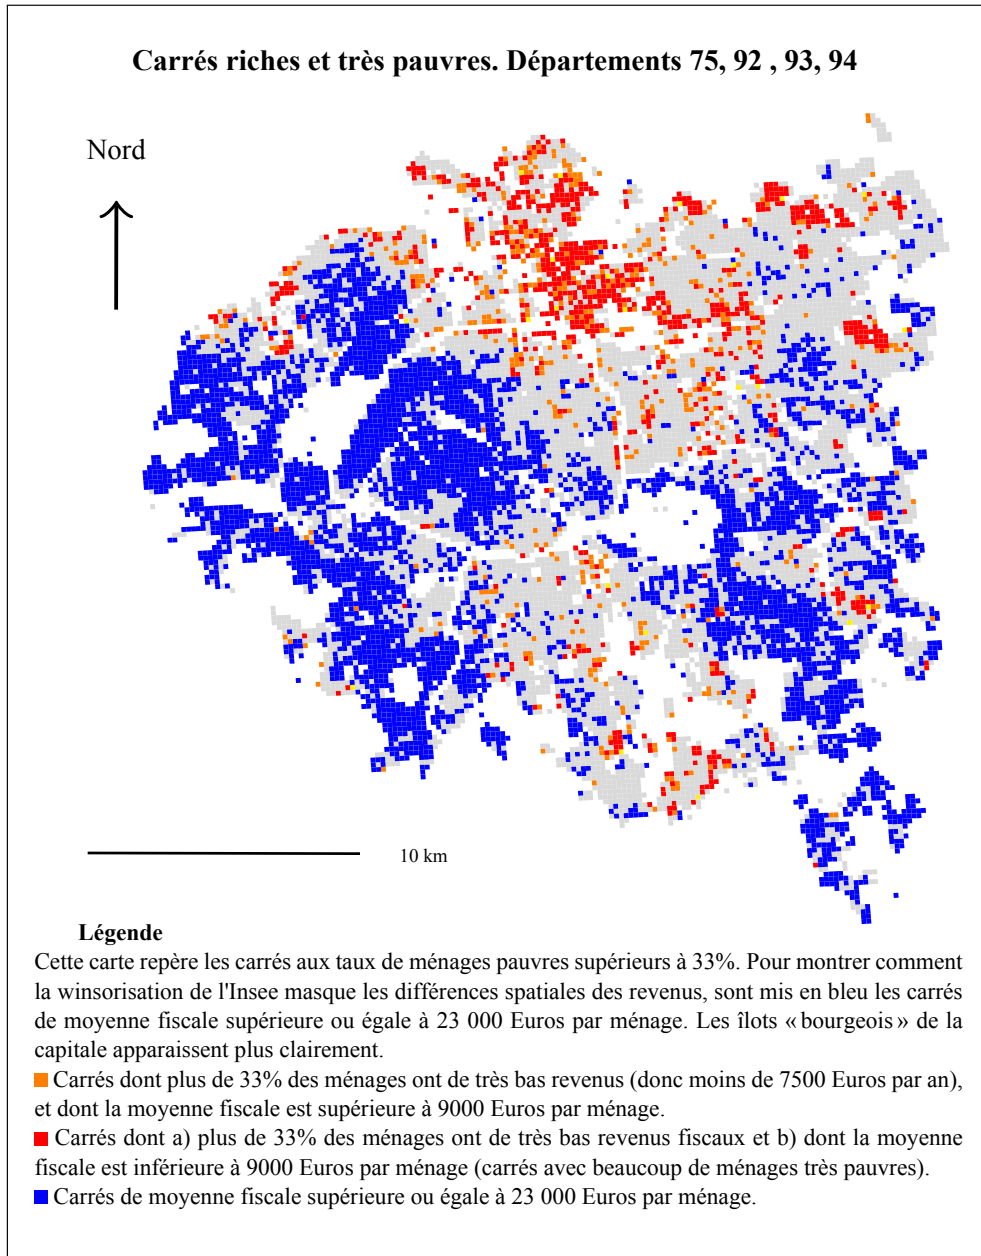 Carrés riches et très pauvres. Départements 75, 92 , 93, 94
Nord
10 km
Légende
Cette carte repère les carrés aux taux de ménages pauvres supérieurs à 33%. Pour montrer comment
la winsorisation de l'Insee masque les différences spatiales des revenus, sont mis en bleu les carrés
de moyenne fiscale supérieure ou égale à 23 000 Euros par ménage. Les îlots « bourgeois » de la
capitale apparaissent plus clairement.
Carrés dont plus de 33% des ménages ont de très bas revenus (donc moins de 7500 Euros par an),
et dont la moyenne fiscale est supérieure à 9000 Euros par ménage.
Carrés dont a) plus de 33% des ménages ont de très bas revenus fiscaux et b) dont la moyenne
fiscale est inférieure à 9000 Euros par ménage (carrés avec beaucoup de ménages très pauvres).
Carrés de moyenne fiscale supérieure ou égale à 23 000 Euros par ménage.